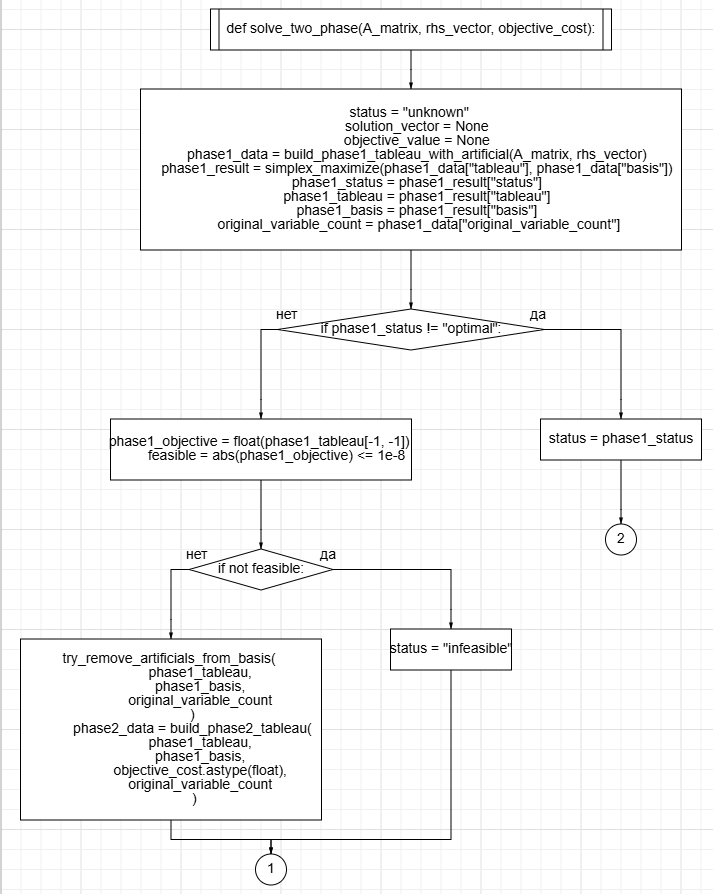 def solve_two_phase(A_matrix, rhs_vector, objective_cost):
status = "unknown"
solution_vector = None
objective_value = None
phase1_data = build_phase1_tableau_with_artificial(A_matrix, rhs_vector)
phase1_result = simplex_maximize(phase1_data["tableau"], phase1_data["basis"])
phase1_status = phase1_result["status"]
phase1_tableau = phase1_result["tableau"]
phase1_basis = phase1_result["basis"]
original_variable_count = phase1_data["original_variable_count"]
нет
да
if phase1_status != "optimal":
phase1_objective = float(phase1_tableau[-1, -1])
feasible = abs(phase1_objective) <= 1e-8
status = phase1_status
2
нет
да
if not feasible:
try_remove_artificials_from_basis(
phase1_tableau,
phase1_basis,
original_variable_count
)
phase2_data = build_phase2_tableau(
phase1_tableau,
phase1_basis,
objective_cost.astype(float),
original_variable_count
)
status = "infeasible"
1